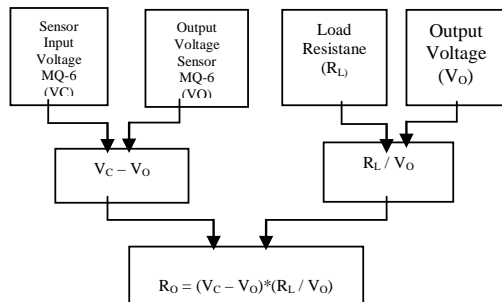 Sensor
Input
Voltage
MQ-6
(VC)
Output
Voltage
Sensor
MQ-6
(VO)
Load
Resistane
(RL)
Output
Voltage
(VO)
VC – VO
RL / VO
RO = (VC – VO)*(RL / VO)